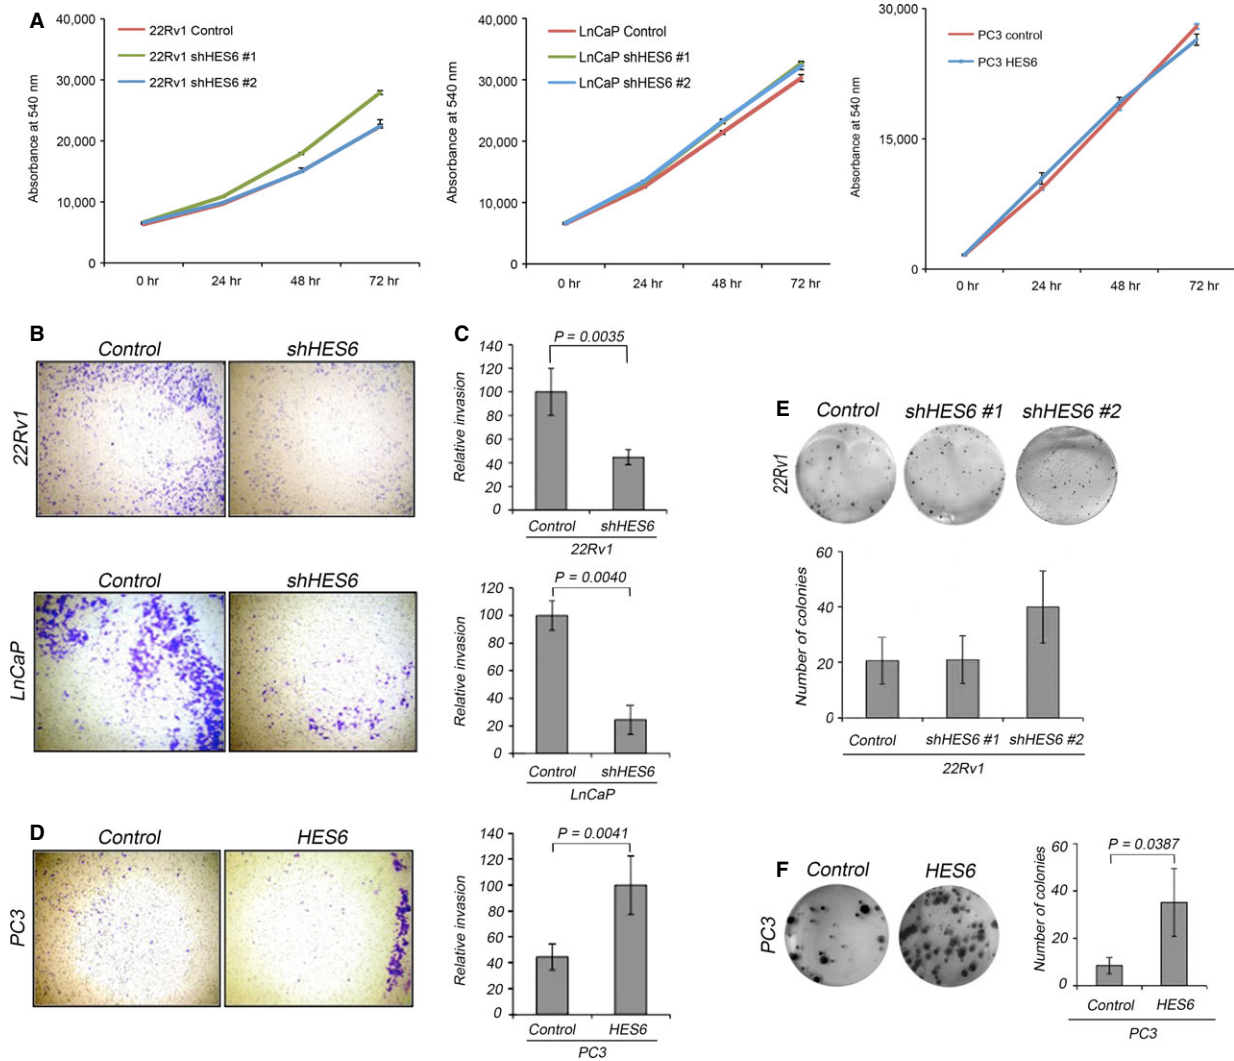 A
40,000
30,000
20,000
10,000
0
Absorbance at 540 nm
22Rv1 Control
22Rv1 shHES6 #1
22Rv1 shHES6 #2
0 hr 24 hr 48 hr 72 hr
40,000
30,000
20,000
10,000
0
Absorbance at 540 nm
LnCaP Control
LnCaP shHES6 #1
LnCaP shHES6 #2
0 hr 24 hr 48 hr 72 hr
30,000
15,000
0
Absorbance at 540 nm
PC3 control
PC3 HES6
0 hr 24 hr 48 hr 72 hr
B
Control shHES6
22Rv1
Control shHES6
LnCaP
C
P = 0.0035
140
120
100
80
60
40
20
0
Relative invasion
Control shHES6
22Rv1
P = 0.0040
120
100
80
60
40
20
0
Relative invasion
Control shHES6
LnCaP
D
Control HES6
PC3
P = 0.0041
140
120
100
80
60
40
20
0
Relative invasion
Control HES6
PC3
E
Control shHES6 #1 shHES6 #2
22Rv1
60
40
20
0
Number of colonies
Control shHES6 #1 shHES6 #2
22Rv1
F
Control HES6
PC3
P = 0.0387
60
40
20
0
Number of colonies
Control HES6
PC3